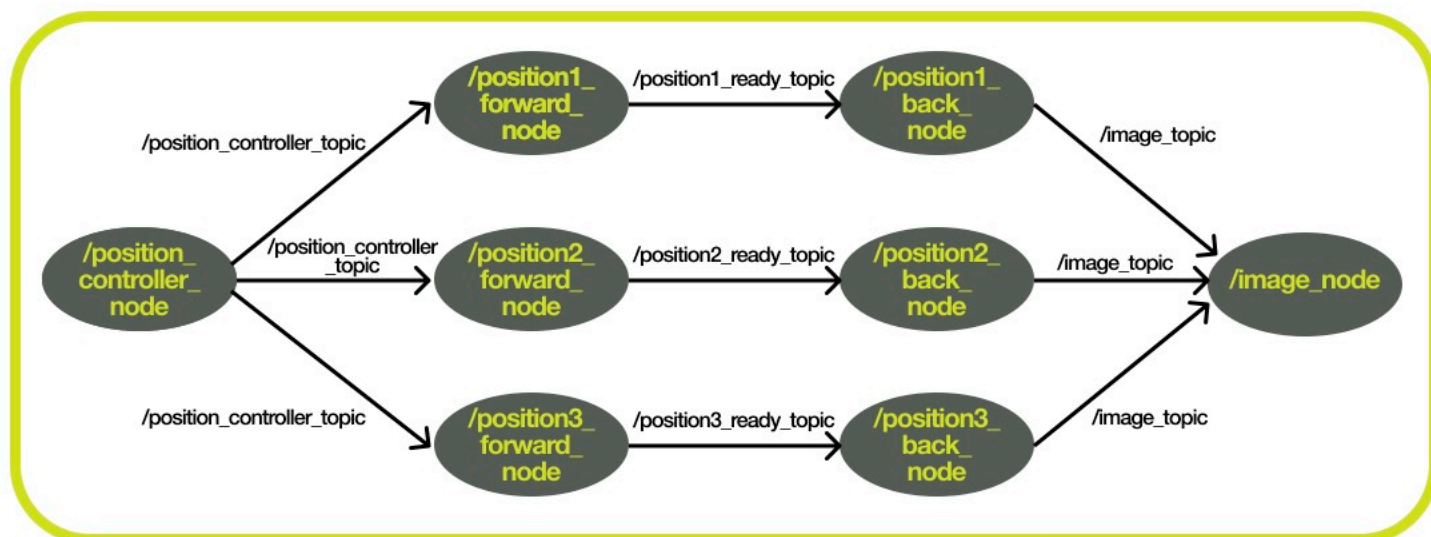 /position1_
forward_
node
/position1_ready_topic
/position1_
back_
node
/position_controller_topic
/image_topic
/position_
controller_
node
/position_controller
_topic
/position2_
forward_
node
/position2_ready_topic
/position2_
back_
node
/image_topic
/image_node
/position_controller_topic
/position3_
forward_
node
/position3_ready_topic
/position3_
back_
node
/image_topic